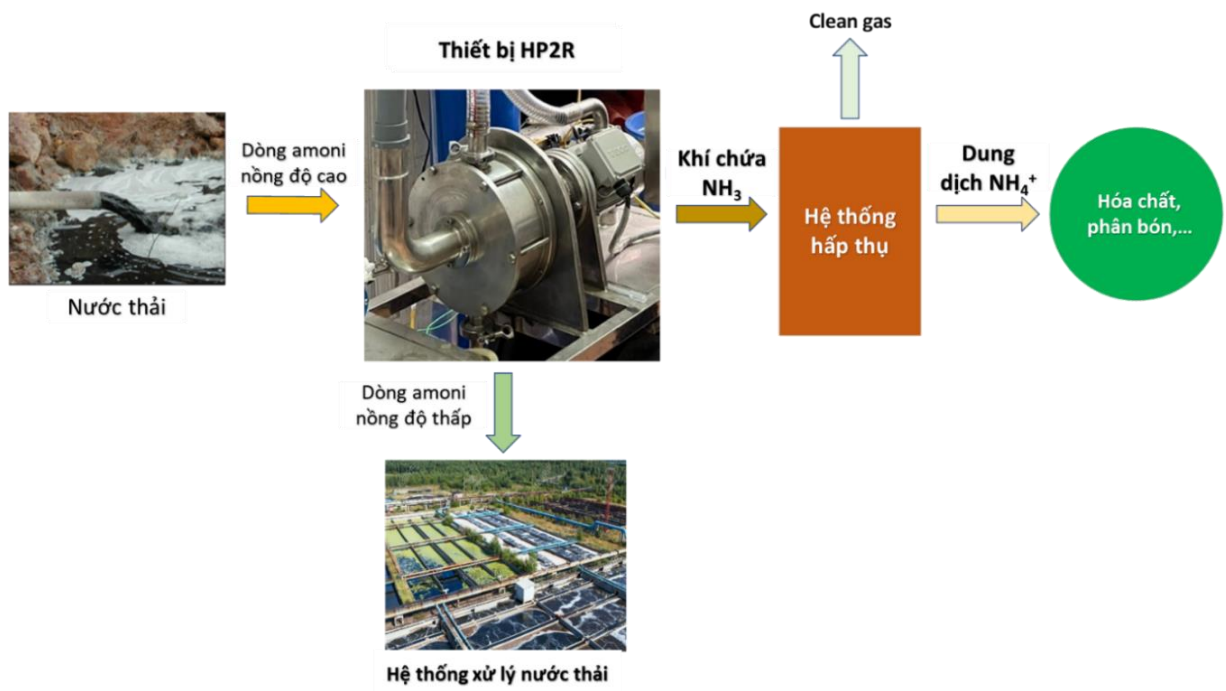 Clean gas
Thiết bị HP2R
Dòng amoni
nồng độ cao
Nước thải
Khí chứa
NH₃
Hệ thống
hấp thụ
Dung
dịch NH₄⁺
Hóa chất,
phân bón,...
Dòng amoni
nồng độ thấp
Hệ thống xử lý nước thải